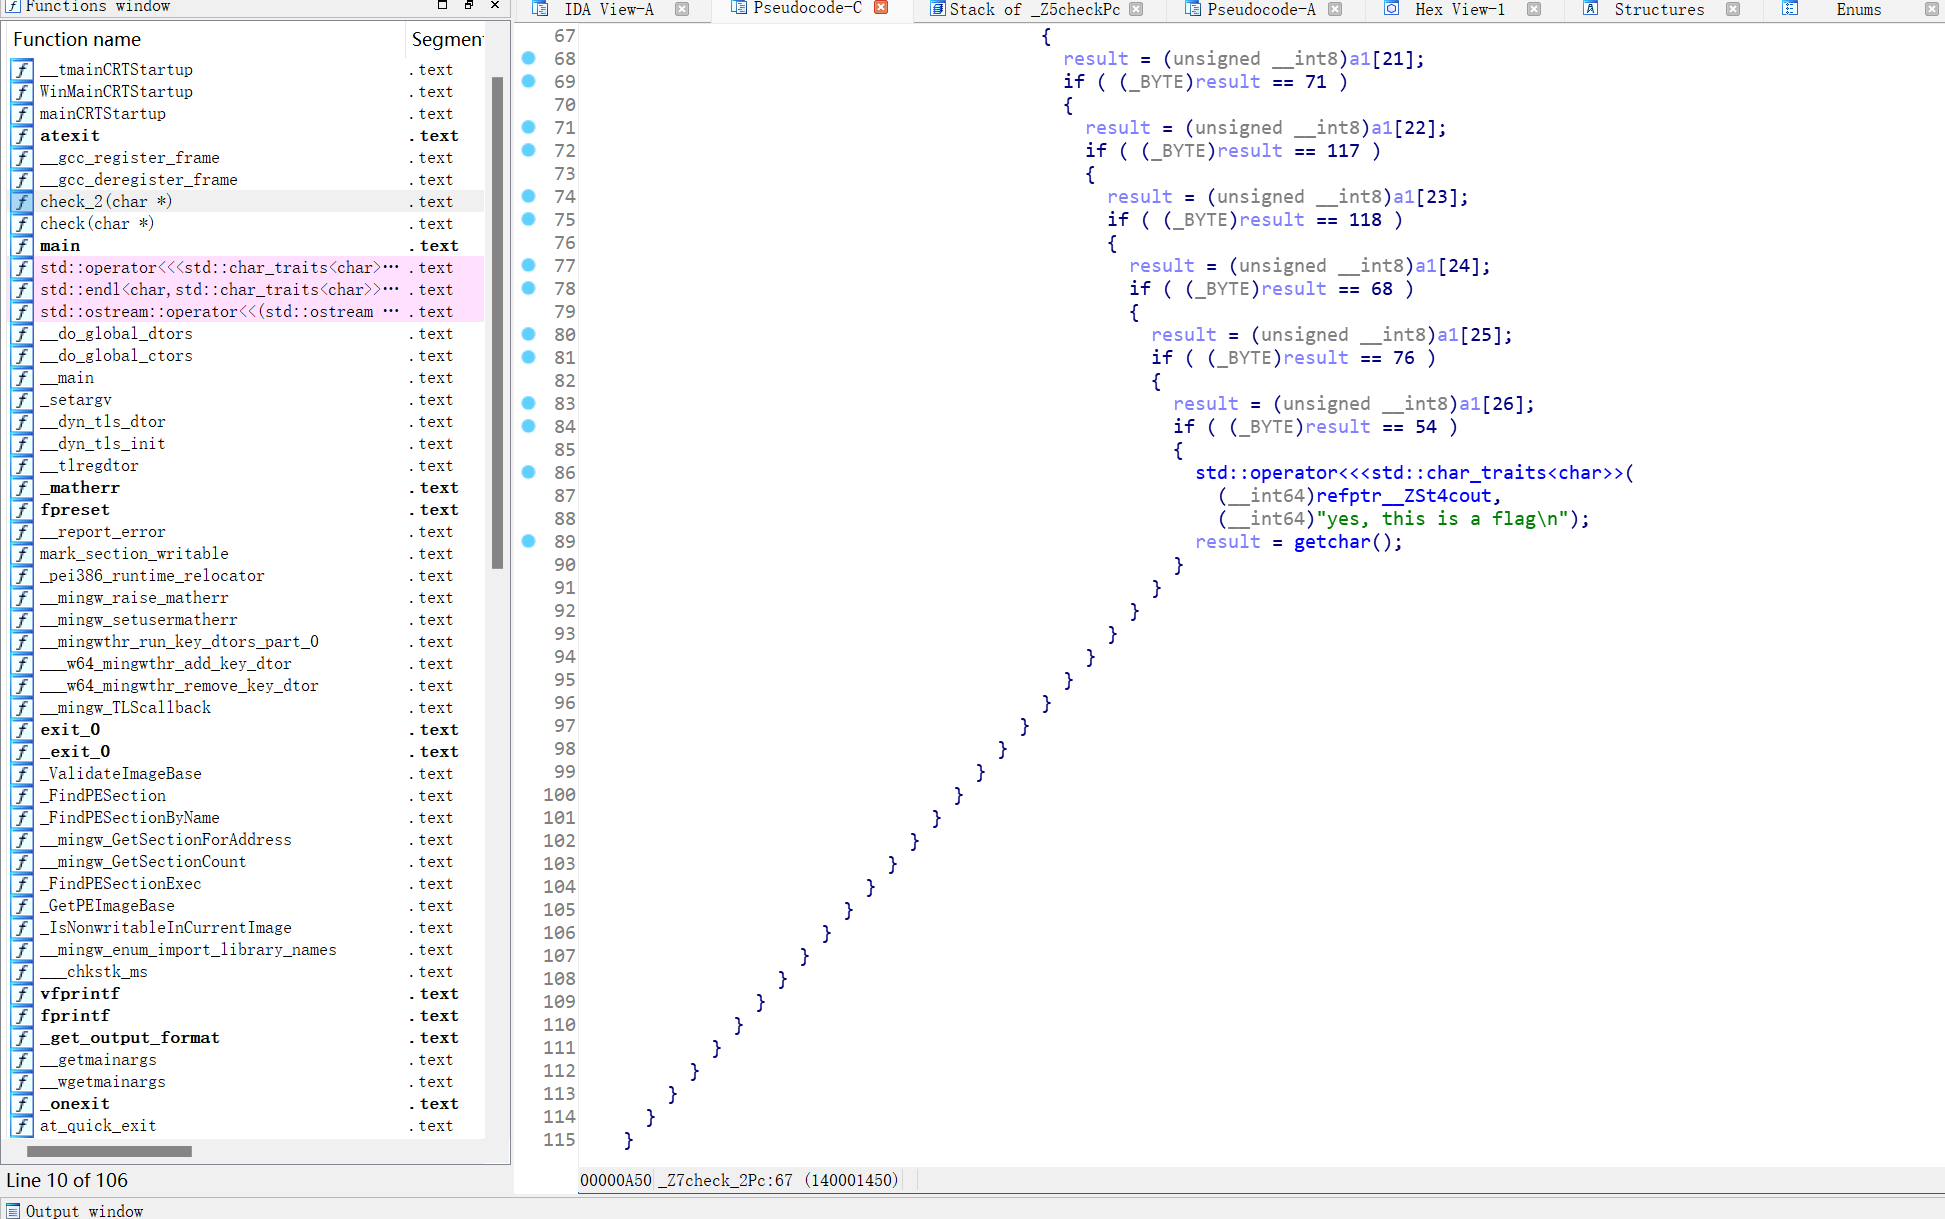 Functions window
Function name Segment
__tmainCRTStartup .text
WinMainCRTStartup .text
mainCRTStartup .text
atexit .text
__gcc_register_frame .text
__gcc_deregister_frame .text
check_2(char *) .text
check(char *) .text
main .text
std::operator<<<std::char_traits<char>⋯ .text
std::endl<char,std::char_traits<char>>⋯ .text
std::ostream::operator<<(std::ostream ⋯ .text
__do_global_dtors .text
__do_global_ctors .text
__main .text
_setargv .text
__dyn_tls_dtor .text
__dyn_tls_init .text
__tlregdtor .text
_matherr .text
fpreset .text
__report_error .text
mark_section_writable .text
_pei386_runtime_relocator .text
__mingw_raise_matherr .text
__mingw_setusermatherr .text
__mingwthr_run_key_dtors_part_0 .text
___w64_mingwthr_add_key_dtor .text
___w64_mingwthr_remove_key_dtor .text
__mingw_TLScallback .text
exit_0 .text
_exit_0 .text
_ValidateImageBase .text
_FindPESection .text
_FindPESectionByName .text
__mingw_GetSectionForAddress .text
__mingw_GetSectionCount .text
_FindPESectionExec .text
_GetPEImageBase .text
_IsNonwritableInCurrentImage .text
__mingw_enum_import_library_names .text
___chkstk_ms .text
vfprintf .text
fprintf .text
_get_output_format .text
__getmainargs .text
__wgetmainargs .text
_onexit .text
at_quick_exit .text
Line 10 of 106
IDA View-A Pseudocode-C Stack of _Z5checkPc Pseudocode-A Hex View-1 Structures Enums
67 {
68 result = (unsigned __int8)a1[21];
69 if ( (_BYTE)result == 71 )
70 {
71 result = (unsigned __int8)a1[22];
72 if ( (_BYTE)result == 117 )
73 {
74 result = (unsigned __int8)a1[23];
75 if ( (_BYTE)result == 118 )
76 {
77 result = (unsigned __int8)a1[24];
78 if ( (_BYTE)result == 68 )
79 {
80 result = (unsigned __int8)a1[25];
81 if ( (_BYTE)result == 76 )
82 {
83 result = (unsigned __int8)a1[26];
84 if ( (_BYTE)result == 54 )
85 {
86 std::operator<<<std::char_traits<char>>(
87 (__int64)refptr__ZSt4cout,
88 (__int64)"yes, this is a flag\n");
89 result = getchar();
90 }
91 }
92 }
93 }
94 }
95 }
96 }
97 }
98 }
99 }
100 }
101 }
102 }
103 }
104 }
105 }
106 }
107 }
108 }
109 }
110 }
111 }
112 }
113 }
114 }
115 }
00000A50 _Z7check_2Pc:67 (140001450)
Output window